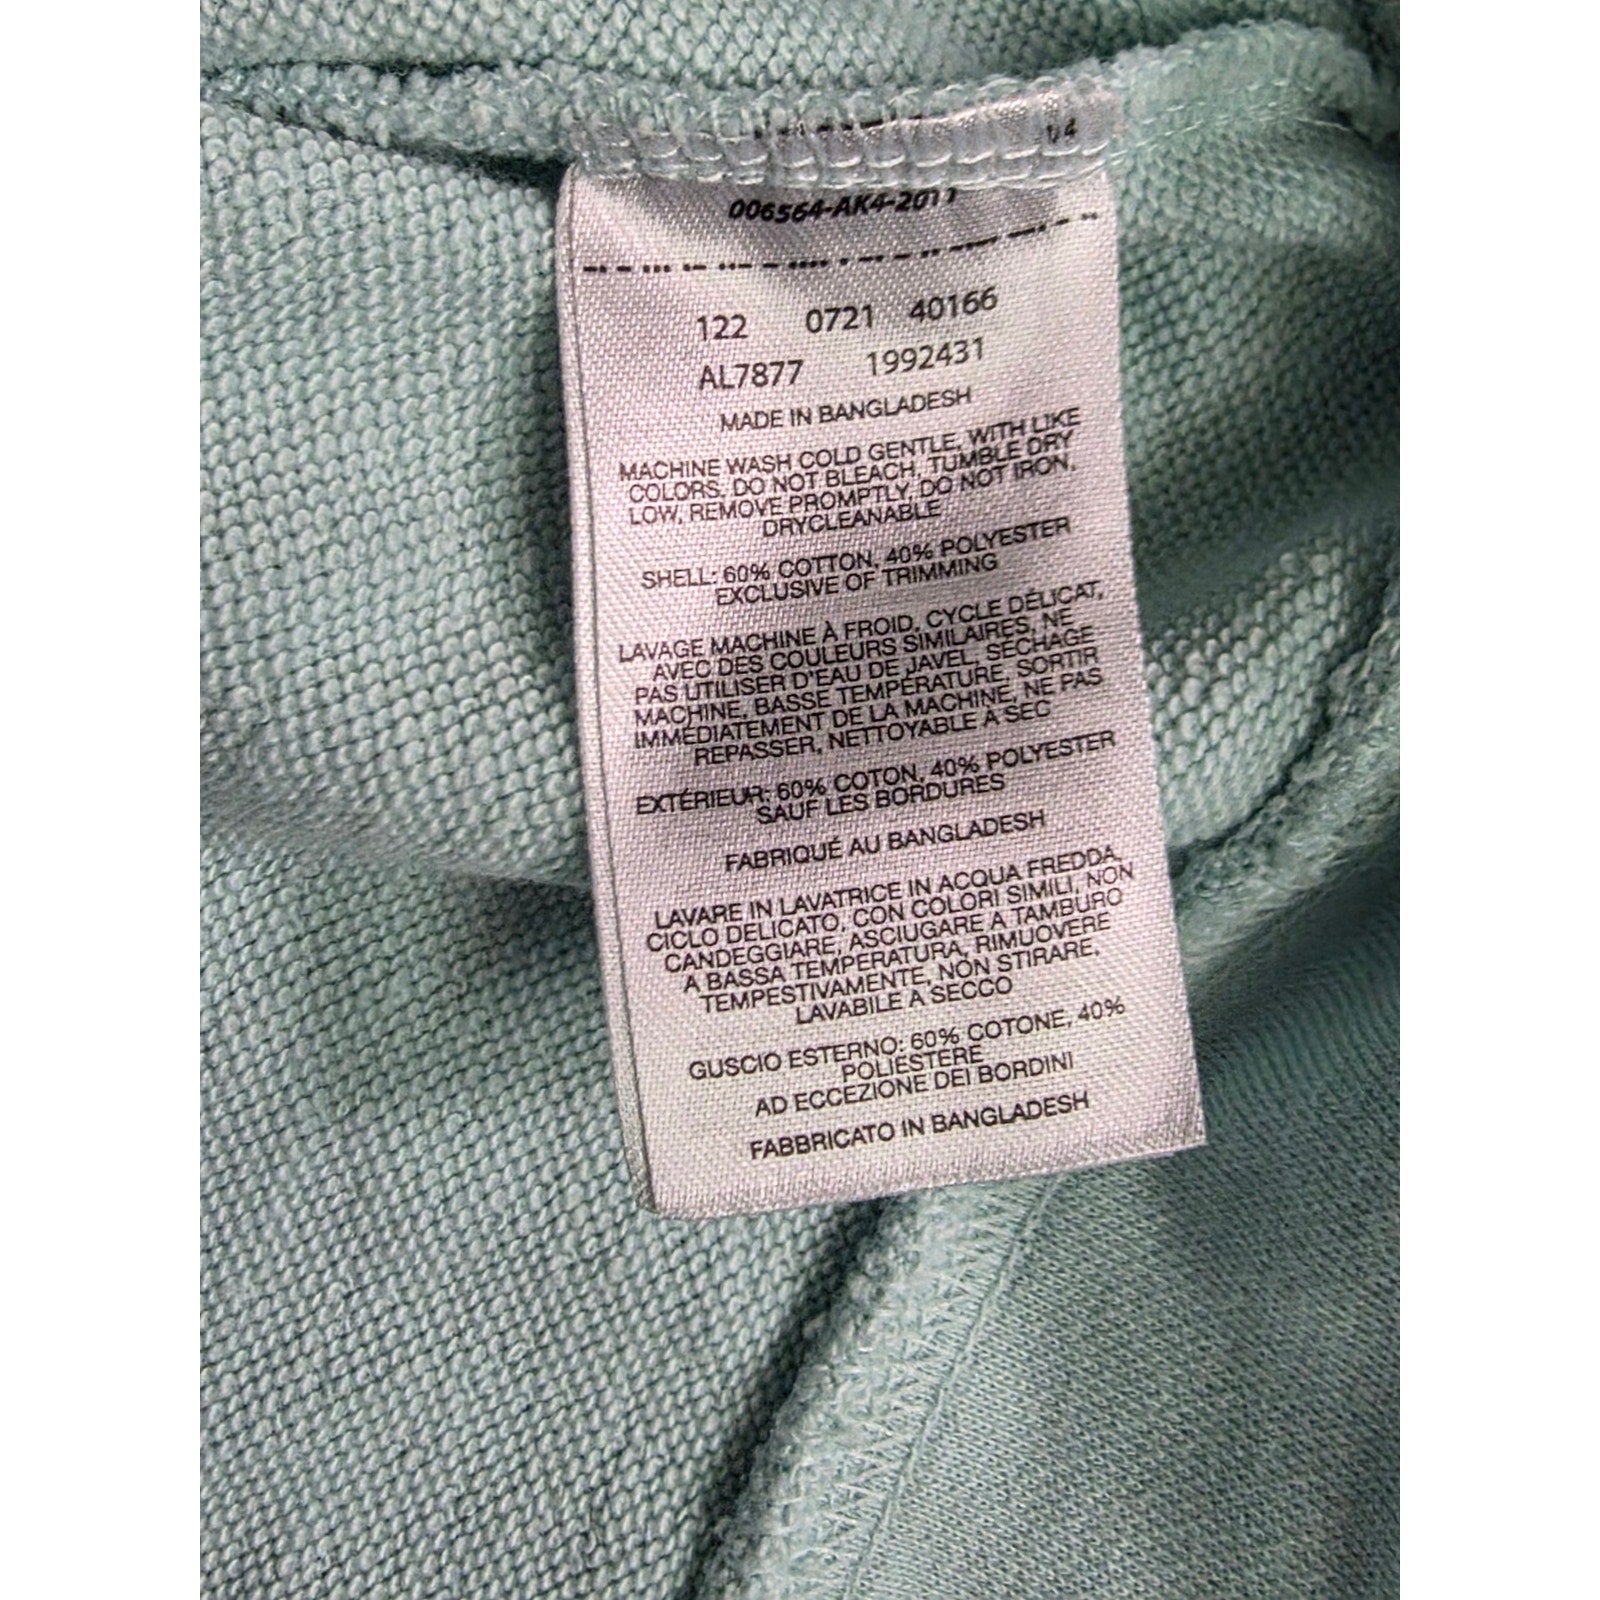 1/4
006564-AK4-2011
122 0721 40166
AL7877 1992431
MADE IN BANGLADESH
MACHINE WASH COLD GENTLE, WITH LIKE
COLORS, DO NOT BLEACH, TUMBLE DRY
LOW, REMOVE PROMPTLY, DO NOT IRON,
DRYCLEANABLE
SHELL: 60% COTTON, 40% POLYESTER
EXCLUSIVE OF TRIMMING
LAVAGE MACHINE À FROID, CYCLE DÉLICAT,
AVEC DES COULEURS SIMILAIRES, NE
PAS UTILISER D'EAU DE JAVEL, SÉCHAGE
MACHINE, BASSE TEMPÉRATURE, SORTIR
IMMÉDIATEMENT DE LA MACHINE, NE PAS
REPASSER, NETTOYABLE À SEC
EXTÉRIEUR: 60% COTON, 40% POLYESTER
SAUF LES BORDURES
FABRIQUÉ AU BANGLADESH
LAVARE IN LAVATRICE IN ACQUA FREDDA,
CICLO DELICATO, CON COLORI SIMILI, NON
CANDEGGIARE, ASCIUGARE A TAMBURO
A BASSA TEMPERATURA, RIMUOVERE
TEMPESTIVAMENTE, NON STIRARE,
LAVABILE A SECCO
GUSCIO ESTERNO: 60% COTONE, 40%
POLIESTERE
AD ECCEZIONE DEI BORDINI
FABBRICATO IN BANGLADESH